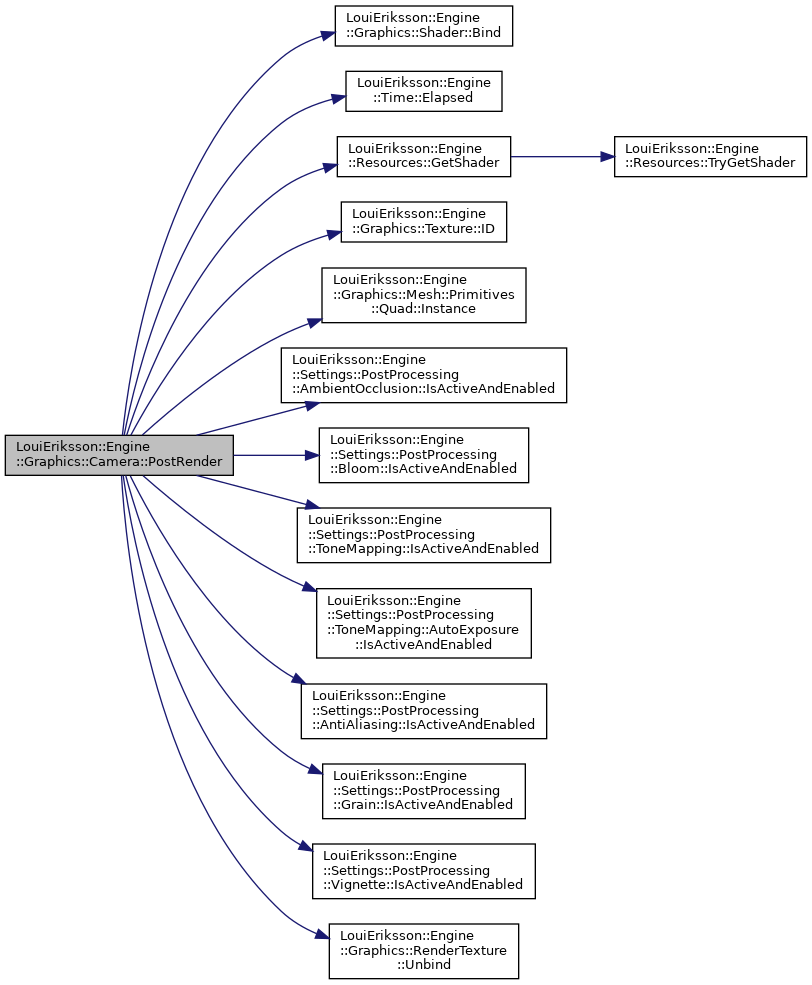 LouiEriksson::Engine
::Graphics::Shader::Bind
LouiEriksson::Engine
::Time::Elapsed
LouiEriksson::Engine
::Resources::GetShader
LouiEriksson::Engine
::Resources::TryGetShader
LouiEriksson::Engine
::Graphics::Texture::ID
LouiEriksson::Engine
::Graphics::Mesh::Primitives
::Quad::Instance
LouiEriksson::Engine
::Settings::PostProcessing
::AmbientOcclusion::IsActiveAndEnabled
LouiEriksson::Engine
::Graphics::Camera::PostRender
LouiEriksson::Engine
::Settings::PostProcessing
::Bloom::IsActiveAndEnabled
LouiEriksson::Engine
::Settings::PostProcessing
::ToneMapping::IsActiveAndEnabled
LouiEriksson::Engine
::Settings::PostProcessing
::ToneMapping::AutoExposure
::IsActiveAndEnabled
LouiEriksson::Engine
::Settings::PostProcessing
::AntiAliasing::IsActiveAndEnabled
LouiEriksson::Engine
::Settings::PostProcessing
::Grain::IsActiveAndEnabled
LouiEriksson::Engine
::Settings::PostProcessing
::Vignette::IsActiveAndEnabled
LouiEriksson::Engine
::Graphics::RenderTexture
::Unbind